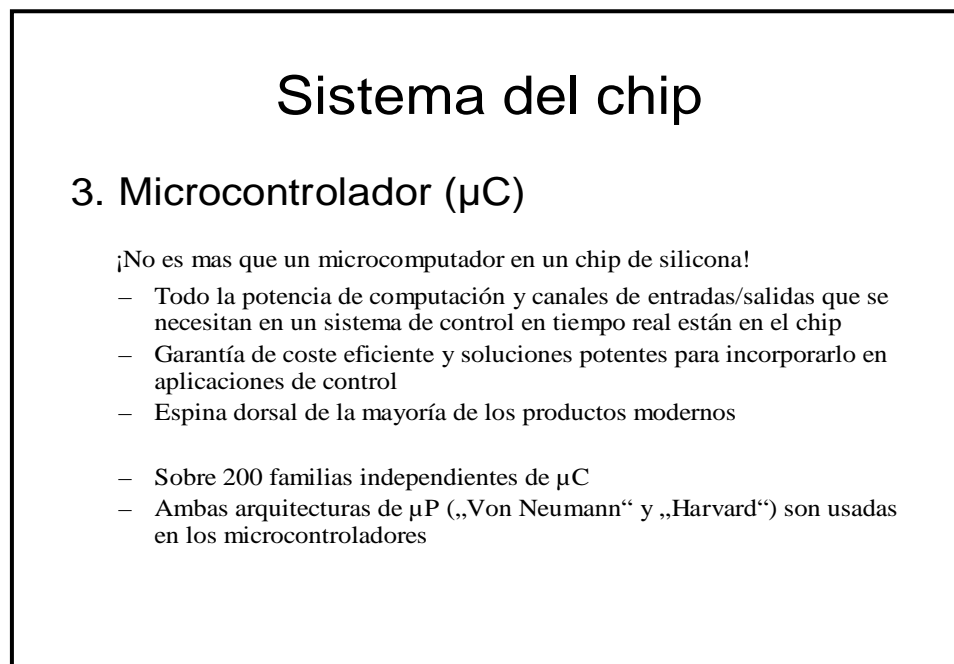 Sistema del chip
3. Microcontrolador (µC)
¡No es mas que un microcomputador en un chip de silicona!
– Todo la potencia de computación y canales de entradas/salidas que se
necesitan en un sistema de control en tiempo real están en el chip
– Garantía de coste eficiente y soluciones potentes para incorporarlo en
aplicaciones de control
– Espina dorsal de la mayoría de los productos modernos
– Sobre 200 familias independientes de µC
– Ambas arquitecturas de µP („Von Neumann“ y „Harvard“) son usadas
en los microcontroladores